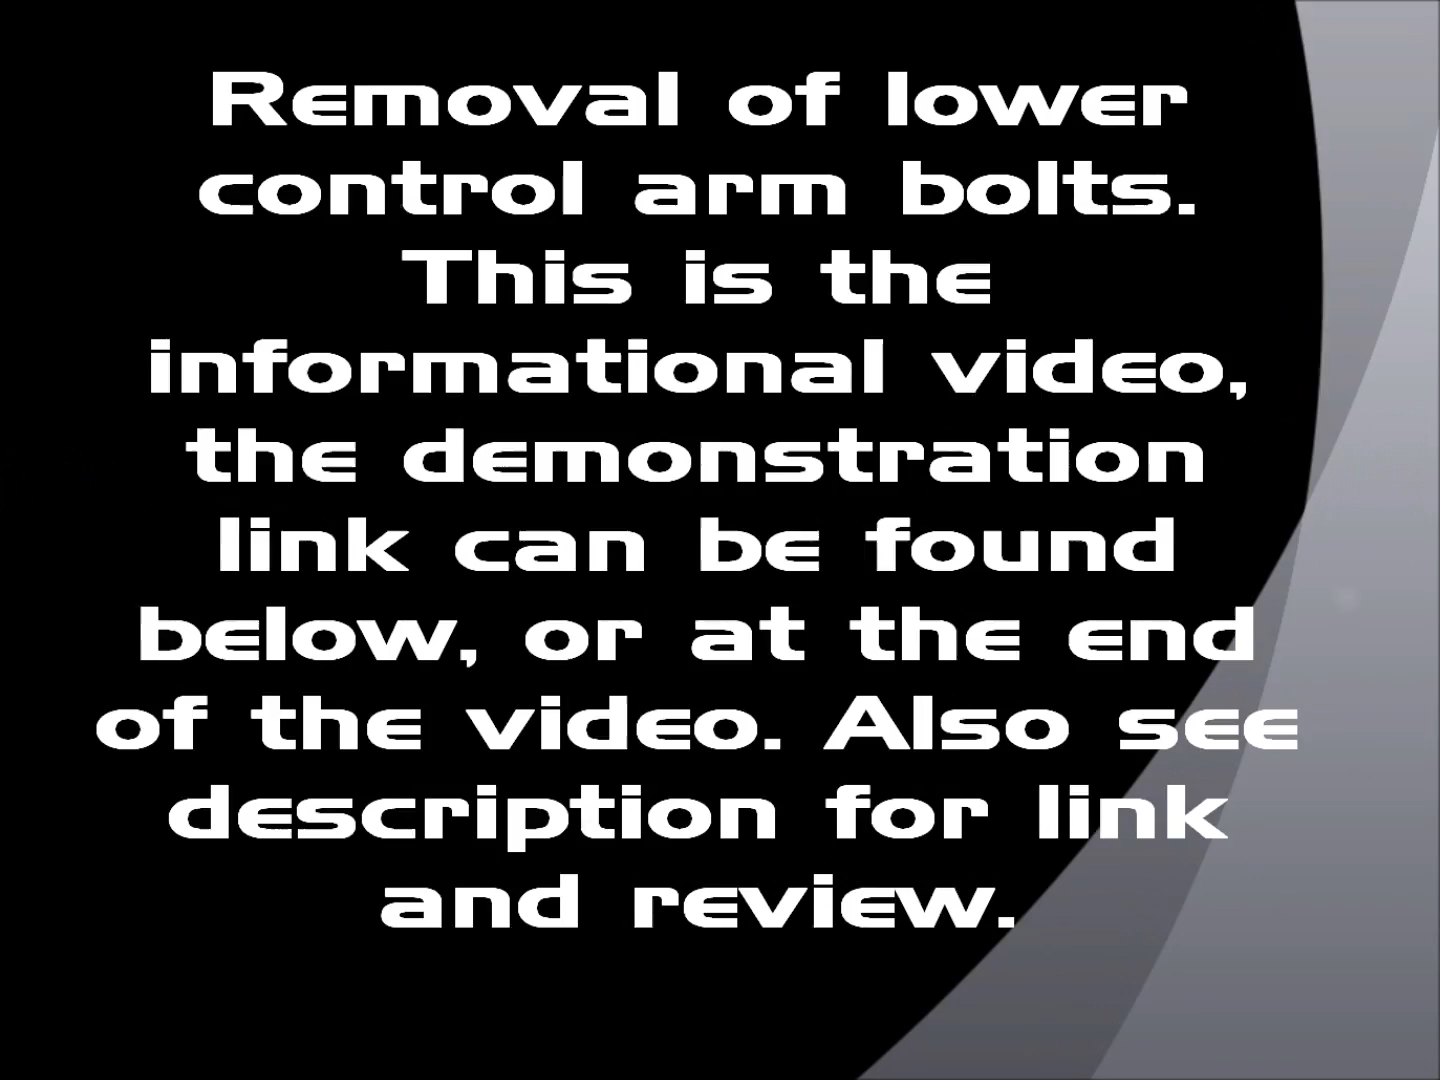 Removal of lower
control arm bolts.
This is the
informational video,
the demonstration
link can be found
below, or at the end
of the video. Also see
description for link
and review.